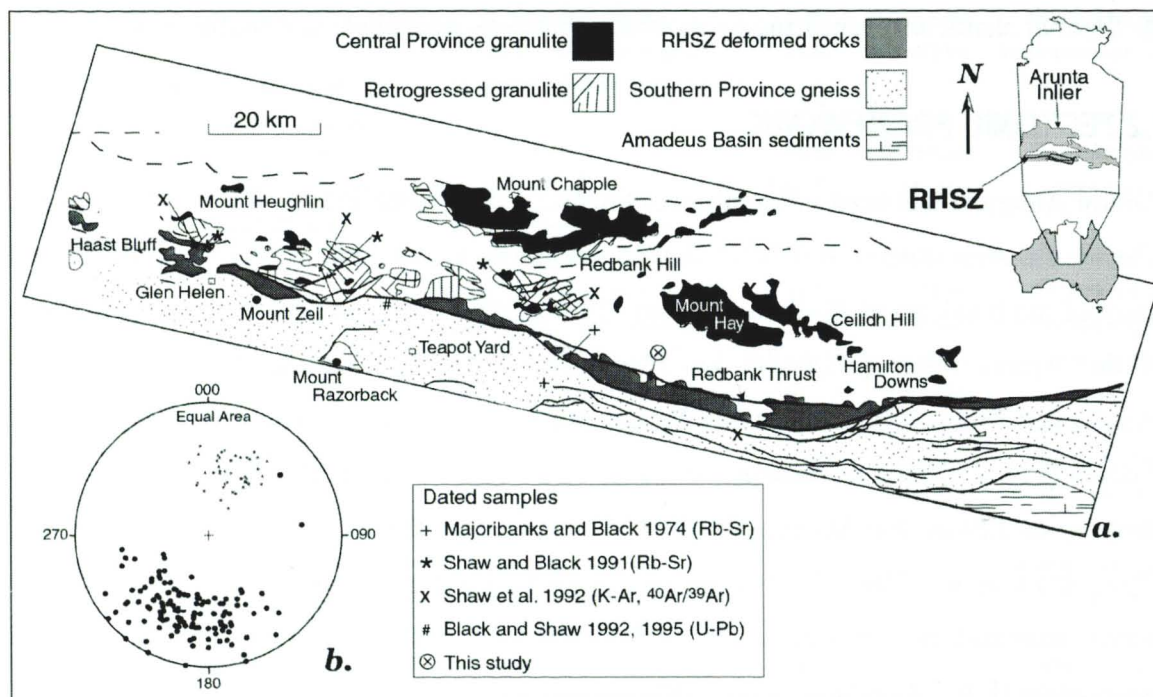 Central Province granulite
RHSZ deformed rocks
Retrogressed granulite
Southern Province gneiss
Amadeus Basin sediments
N
Arunta
Inlier
RHSZ
20 km
Mount Chapple
Mount Heughlin
Haast Bluff
Redbank Hill
Glen Helen
Mount Zeil
Mount
Hay
Ceilidh Hill
Teapot Yard
Hamilton
Downs
Mount
Razorback
Redbank Thrust
a.
000
Equal Area
270
090
180
b.
Dated samples
+ Majoribanks and Black 1974 (Rb-Sr)
* Shaw and Black 1991(Rb-Sr)
x Shaw et al. 1992 (K-Ar, ⁴⁰Ar/³⁹Ar)
# Black and Shaw 1992, 1995 (U-Pb)
⊗ This study